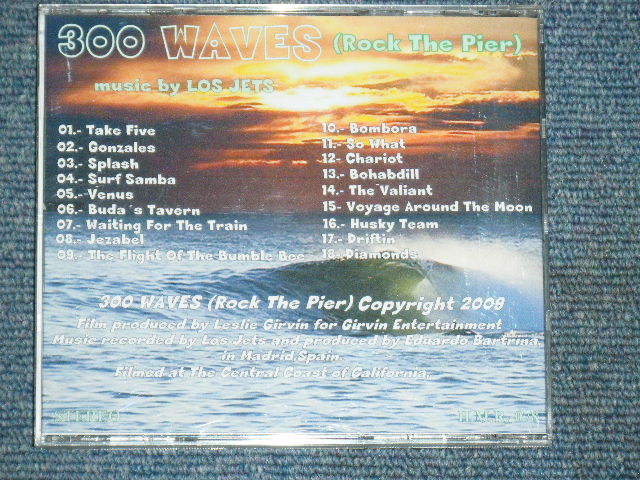 300 WAVES (Rock The Pier)
music by LOS JETS
01.- Take Five
02.- Gonzales
03.- Splash
04.- Surf Samba
05.- Venus
06.- Buda´s Tavern
07.- Waiting For The Train
08.- Jezabel
09.- The Flight Of The Bumble Bee
10.- Bombora
11.- So What
12- Chariot
13.- Bohabdill
14.- The Valiant
15- Voyage Around The Moon
16.- Husky Team
17.- Driftin
18.- Diamonds
300 WAVES (Rock The Pier) Copyright 2009
Film produced by Leslie Girvin for Girvin Entertainment
Music recorded by Los Jets and produced by Eduardo Bartrina
in Madrid,Spain.
Filmed at The Central Coast of California.
STEREO